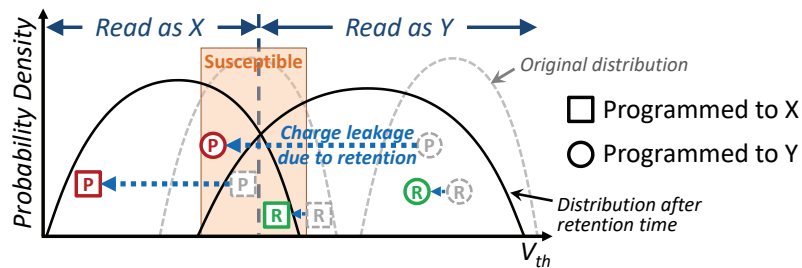 Read as X
Read as Y
Probability Density
Susceptible
Original distribution
Charge leakage
due to retention
P
P
P
P
R
R
R
R
Programmed to X
Programmed to Y
Distribution after
retention time
Vth